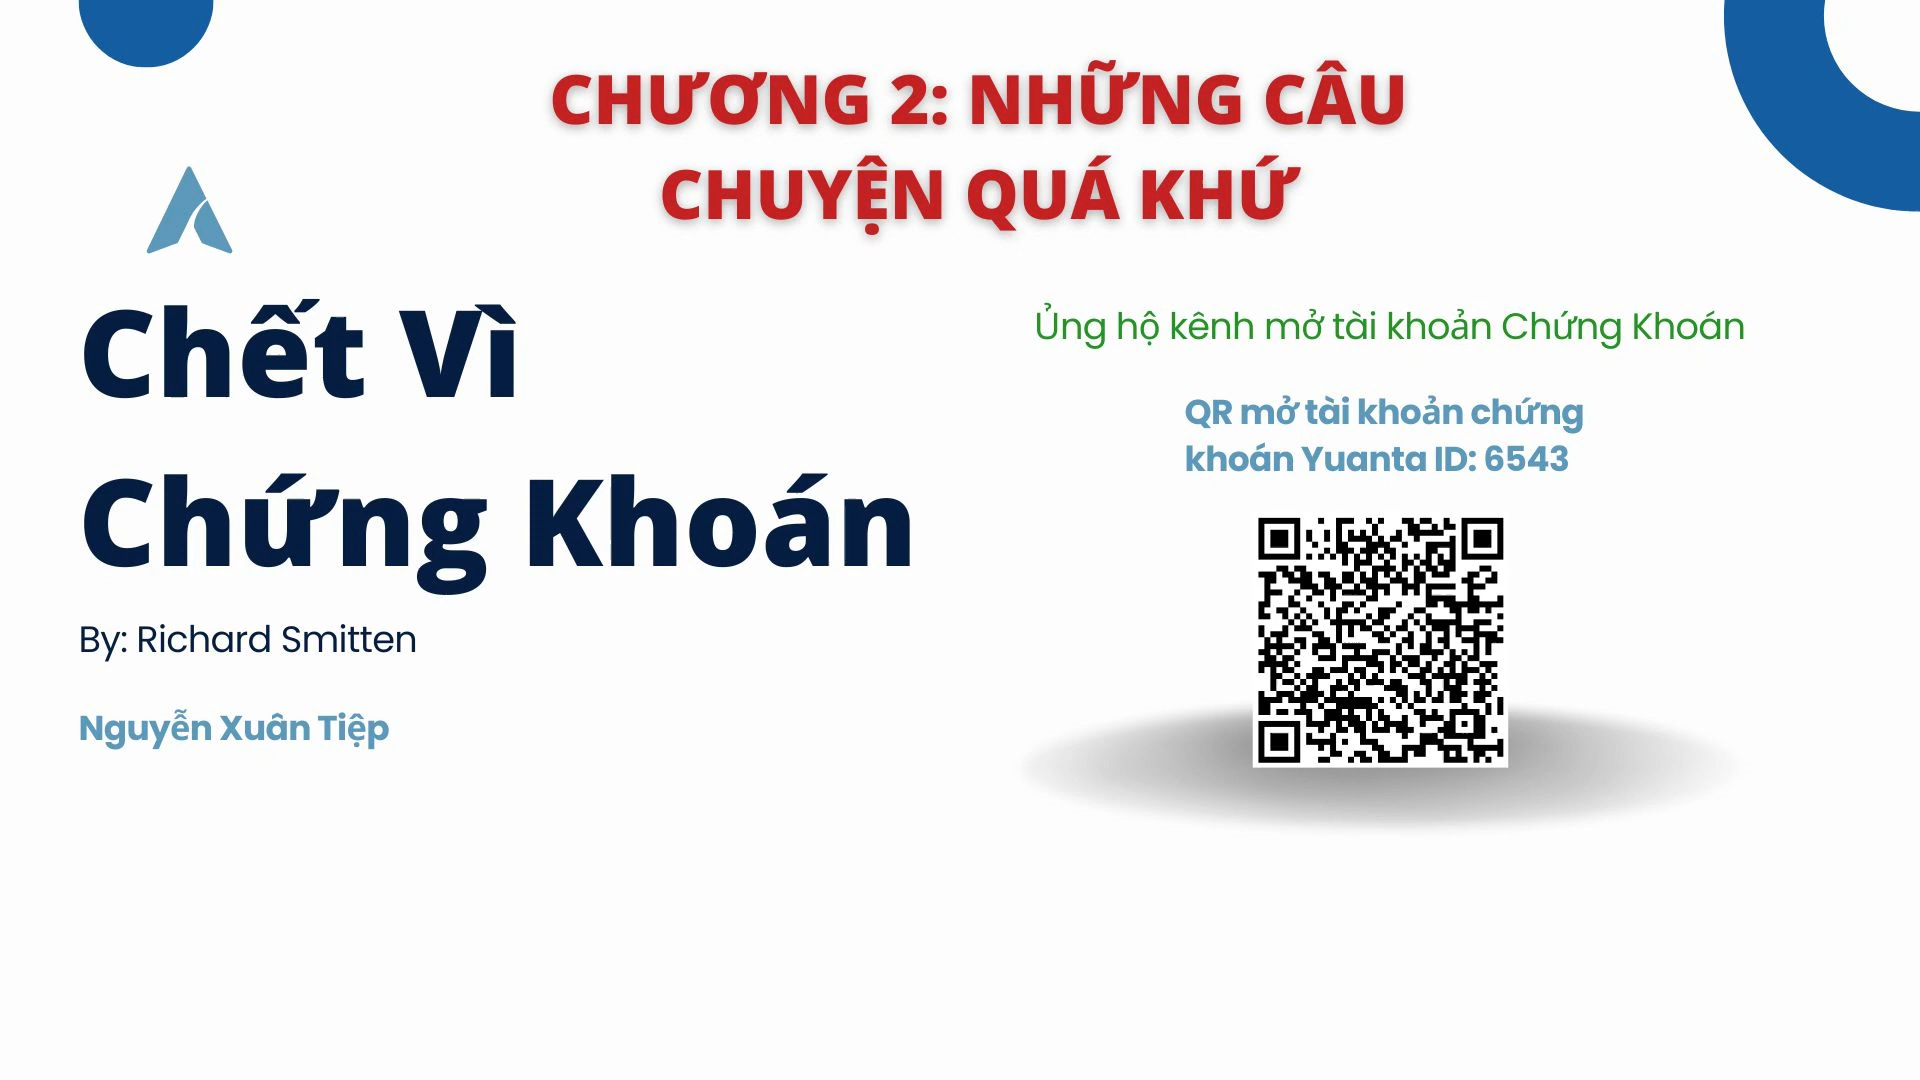 CHƯƠNG 2: NHỮNG CÂU
CHUYỆN QUÁ KHỨ
Chết Vì
Chứng Khoán
By: Richard Smitten
Nguyễn Xuân Tiệp
Ủng hộ kênh mở tài khoản Chứng Khoán
QR mở tài khoản chứng
khoán Yuanta ID: 6543